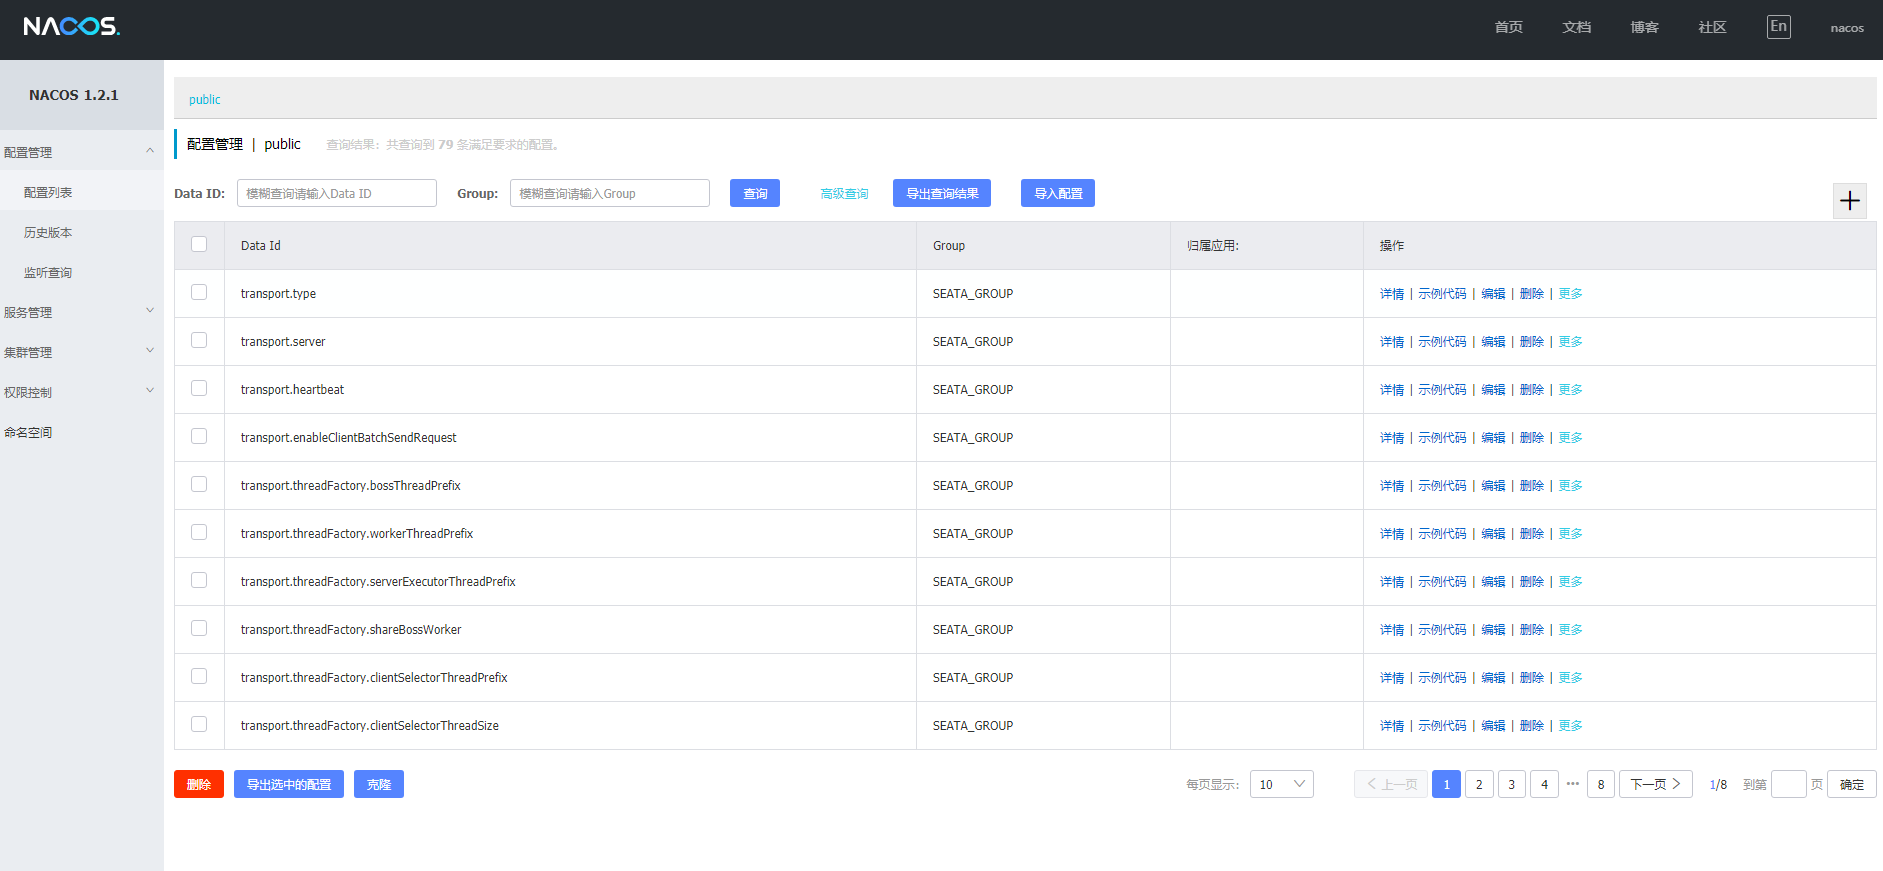 NACOS.
首页 文档 博客 社区 En nacos
NACOS 1.2.1
配置管理
配置列表
历史版本
监听查询
服务管理
集群管理
权限控制
命名空间
public
配置管理 | public 查询结果：共查询到 79 条满足要求的配置。
Data ID: 模糊查询请输入Data ID Group: 模糊查询请输入Group 查询 高级查询 导出查询结果 导入配置
Data Id Group 归属应用: 操作
transport.type SEATA_GROUP 详情 | 示例代码 | 编辑 | 删除 | 更多
transport.server SEATA_GROUP 详情 | 示例代码 | 编辑 | 删除 | 更多
transport.heartbeat SEATA_GROUP 详情 | 示例代码 | 编辑 | 删除 | 更多
transport.enableClientBatchSendRequest SEATA_GROUP 详情 | 示例代码 | 编辑 | 删除 | 更多
transport.threadFactory.bossThreadPrefix SEATA_GROUP 详情 | 示例代码 | 编辑 | 删除 | 更多
transport.threadFactory.workerThreadPrefix SEATA_GROUP 详情 | 示例代码 | 编辑 | 删除 | 更多
transport.threadFactory.serverExecutorThreadPrefix SEATA_GROUP 详情 | 示例代码 | 编辑 | 删除 | 更多
transport.threadFactory.shareBossWorker SEATA_GROUP 详情 | 示例代码 | 编辑 | 删除 | 更多
transport.threadFactory.clientSelectorThreadPrefix SEATA_GROUP 详情 | 示例代码 | 编辑 | 删除 | 更多
transport.threadFactory.clientSelectorThreadSize SEATA_GROUP 详情 | 示例代码 | 编辑 | 删除 | 更多
删除 导出选中的配置 克隆 每页显示: 10 上一页 1 2 3 4 ••• 8 下一页 1/8 到第 页 确定